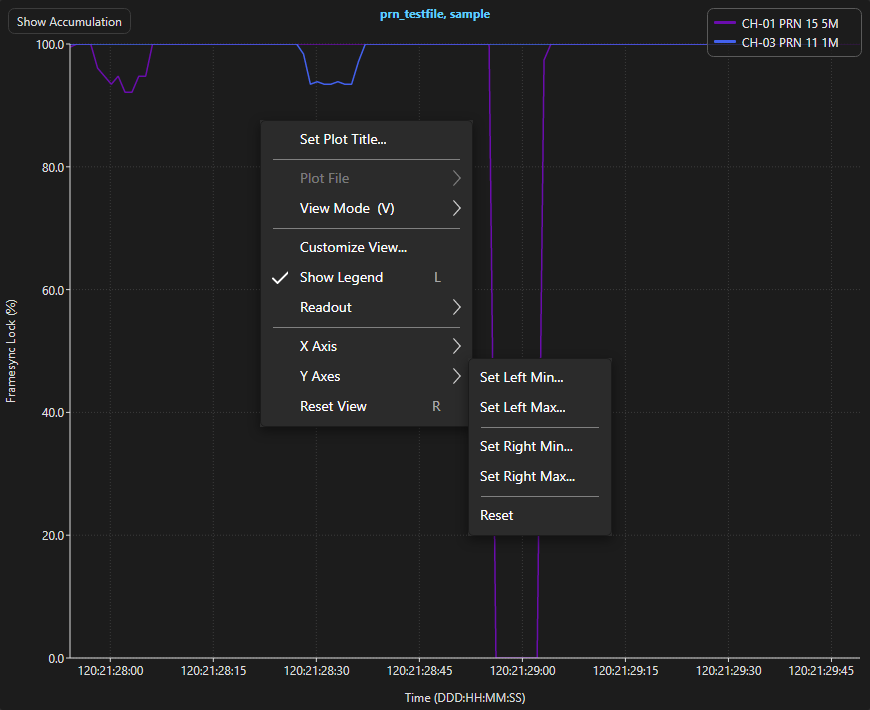 Show Accumulation
prn_testfile, sample
CH-01 PRN 15 5M
CH-03 PRN 11 1M
100.0
80.0
60.0
40.0
20.0
0.0
Framesync Lock (%)
Set Plot Title...
Plot File
View Mode (V)
Customize View...
Show Legend L
Readout
X Axis
Y Axes
Reset View R
Set Left Min...
Set Left Max...
Set Right Min...
Set Right Max...
Reset
120:21:28:00 120:21:28:15 120:21:28:30 120:21:28:45 120:21:29:00 120:21:29:15 120:21:29:30 120:21:29:45
Time (DDD:HH:MM:SS)